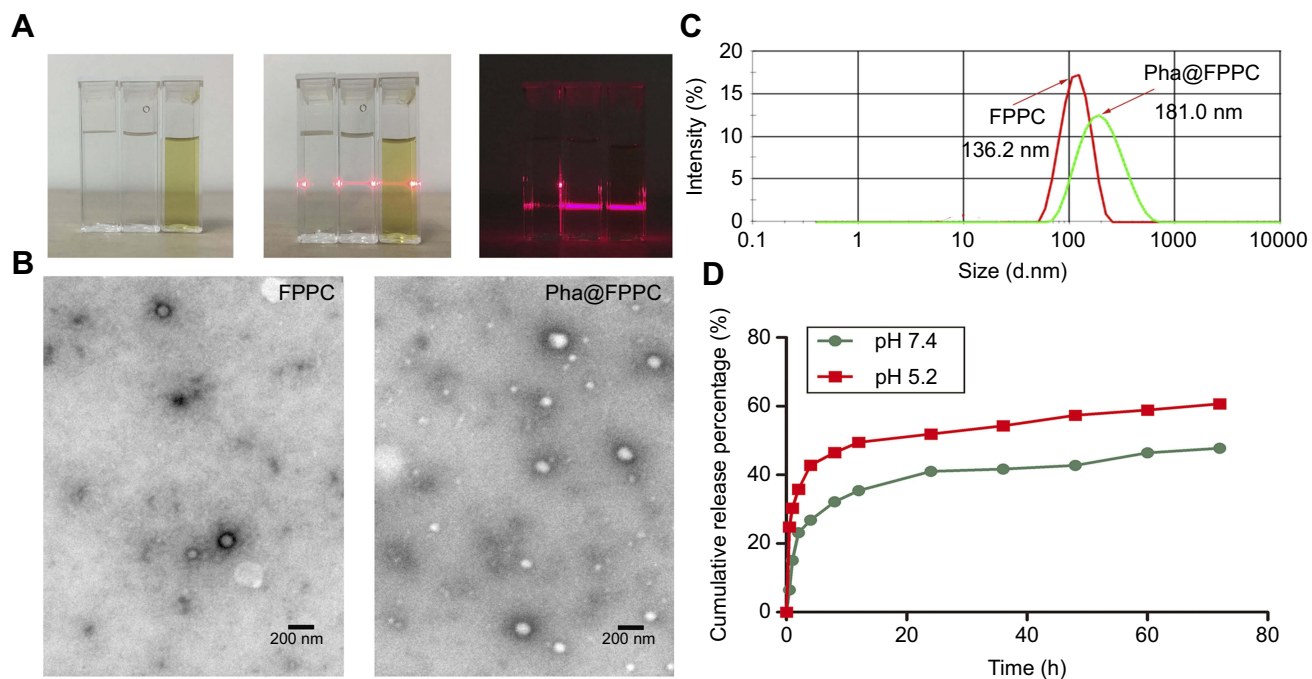 A
B
FPPC
200 nm
Pha@FPPC
200 nm
C
Intensity (%)
20
15
10
5
0
FPPC
136.2 nm
Pha@FPPC
181.0 nm
0.1
1
10
100
1000
10000
Size (d.nm)
D
Cumulative release percentage (%)
80
60
40
20
0
pH 7.4
pH 5.2
0
20
40
60
80
Time (h)